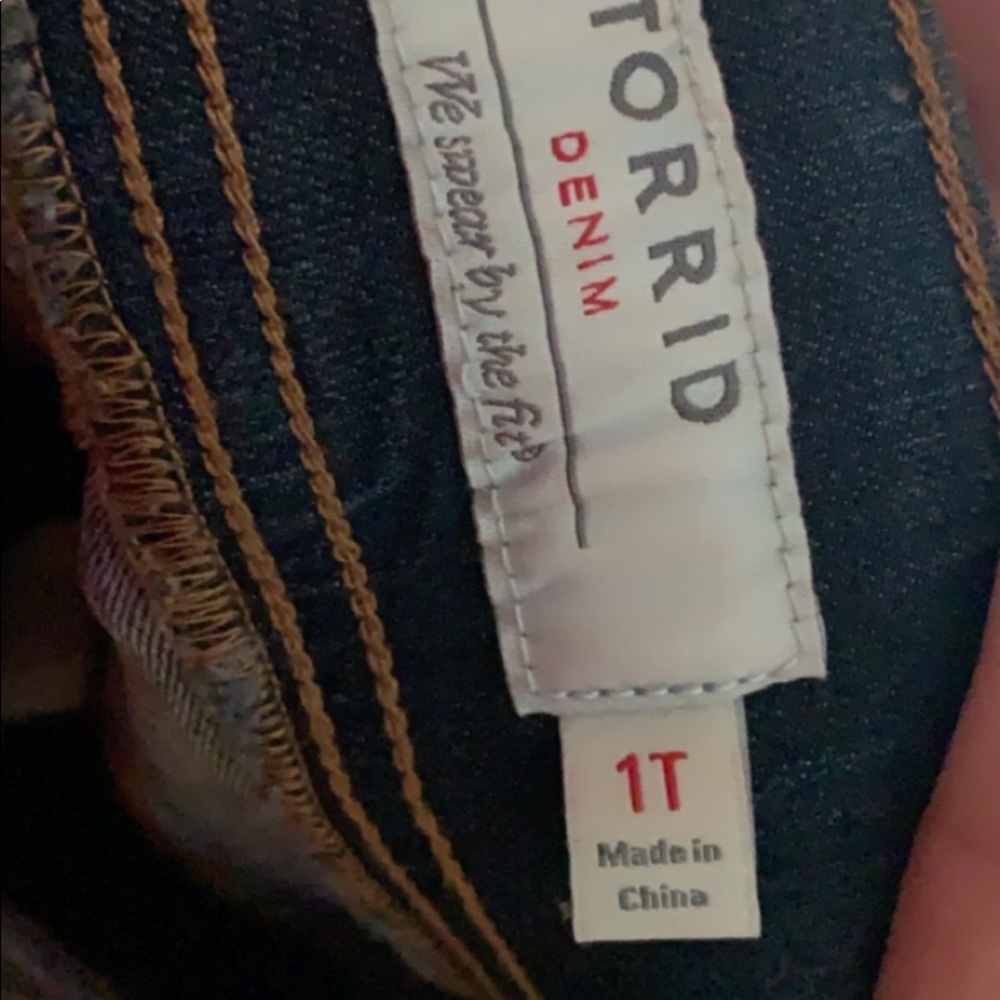 TORRID
DENIM
We swear by the fit®
1T
Made in
China